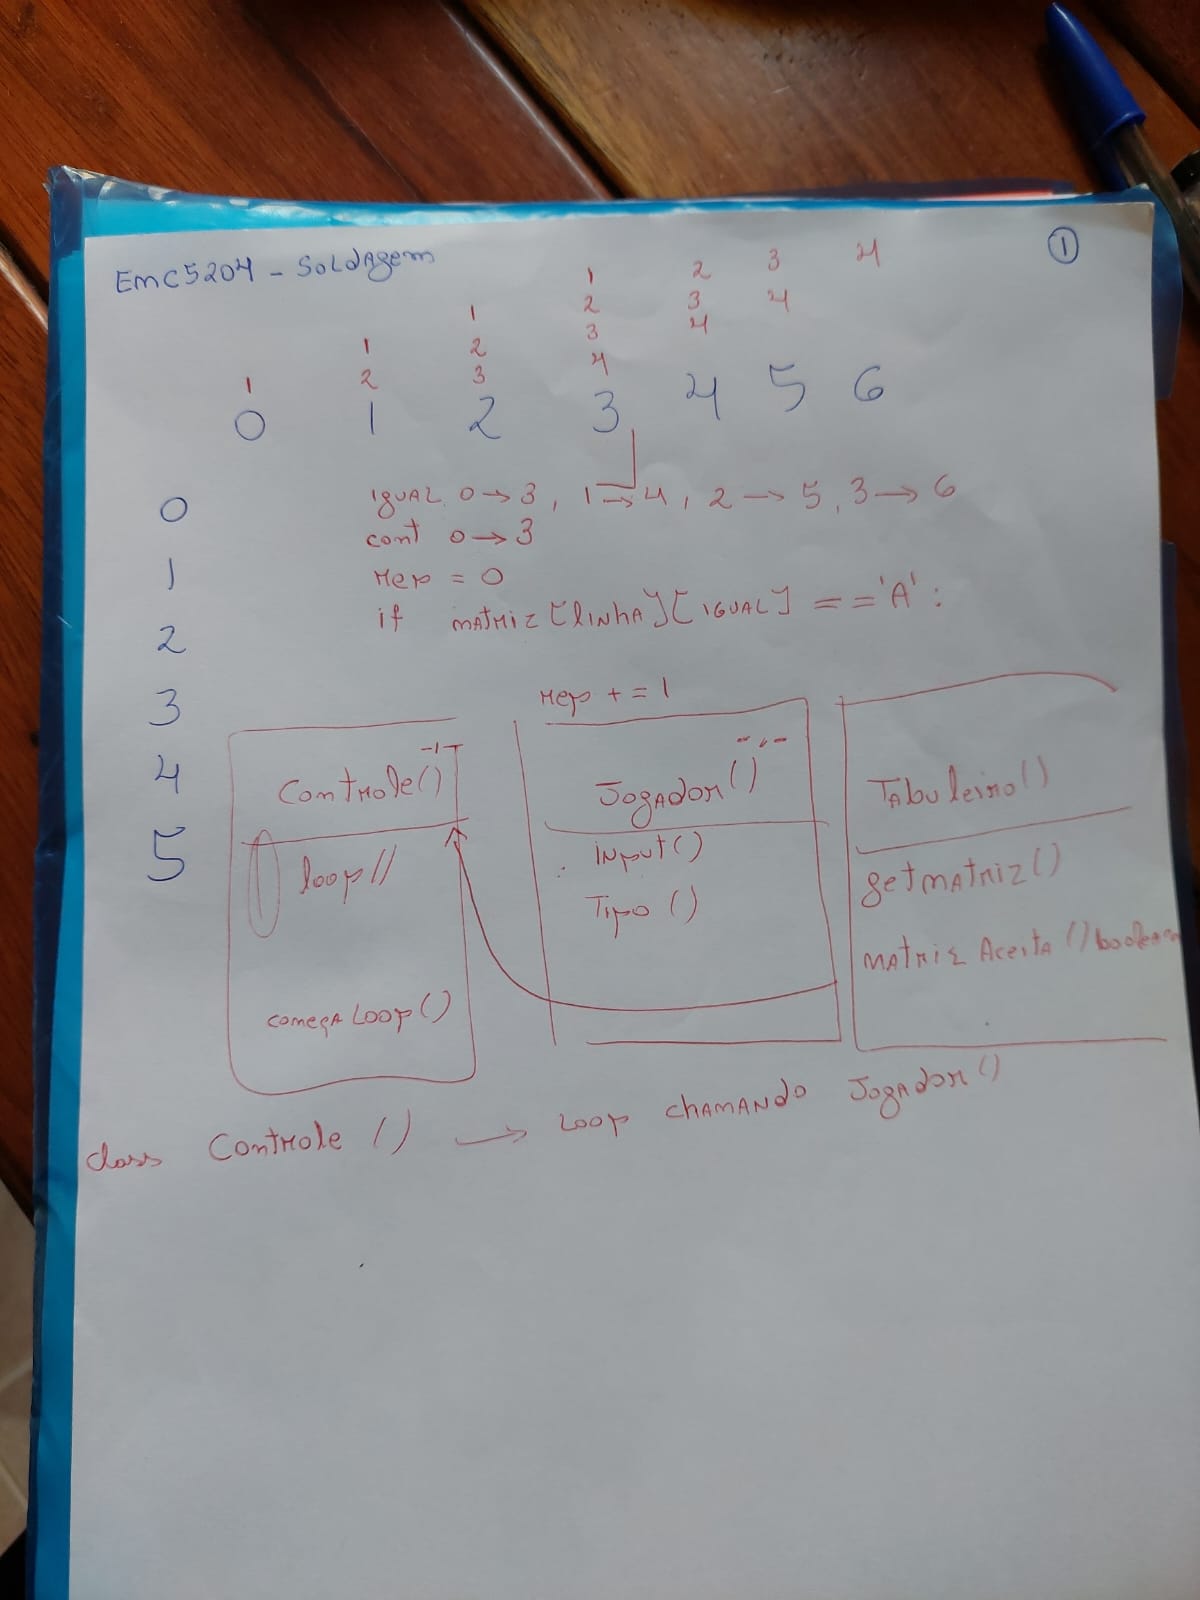 EMC5204 - Soldagem
1
1 2 3 4
1 2 3 4
1 2 3 4
1 2 3 4
0 1 2 3 4 5 6
0
1
2
3
4
5
igual 0→3, 1→4, 2→5, 3→6
cont 0→3
rep = 0
if matriz[linha][igual] == 'A':
rep += 1
Controle()
loop()
começa loop()
Jogador()
input()
Tipo()
Tabuleiro()
getmatriz()
matriz Aceita() boolean
class Controle() → loop chamando Jogador()